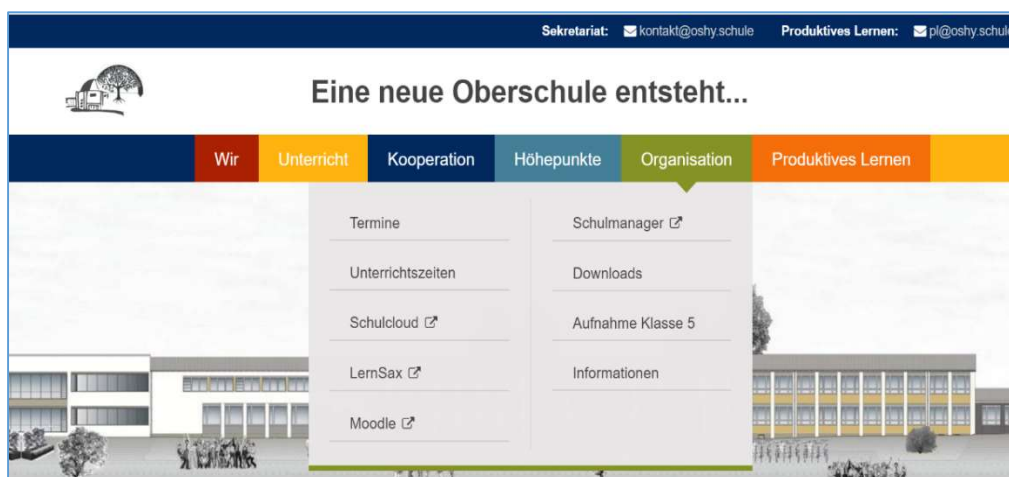 Sekretariat: kontakt@oshy.schule Produktives Lernen: pl@oshy.schule
Eine neue Oberschule entsteht...
Wir Unterricht Kooperation Höhepunkte Organisation Produktives Lernen
Termine
Unterrichtszeiten
Schulcloud
LernSax
Moodle
Schulmanager
Downloads
Aufnahme Klasse 5
Informationen